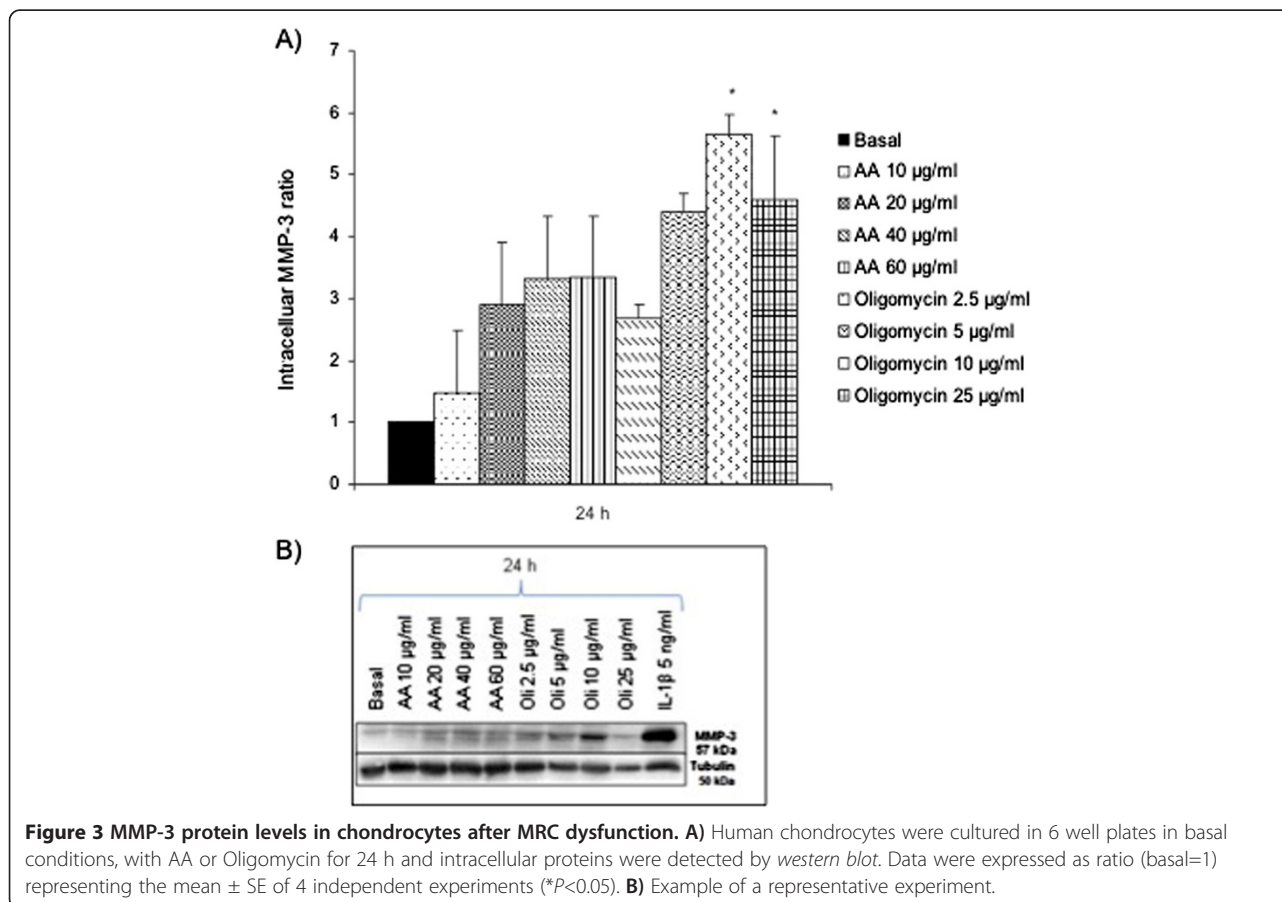 A)
7
6
5
4
3
2
1
0
Intracelluar MMP-3 ratio
*
*
24 h
Basal
AA 10 µg/ml
AA 20 µg/ml
AA 40 µg/ml
AA 60 µg/ml
Oligomycin 2.5 µg/ml
Oligomycin 5 µg/ml
Oligomycin 10 µg/ml
Oligomycin 25 µg/ml
B)
24 h
Basal
AA 10 µg/ml
AA 20 µg/ml
AA 40 µg/ml
AA 60 µg/ml
Oli 2.5 µg/ml
Oli 5 µg/ml
Oli 10 µg/ml
Oli 25 µg/ml
IL-1β 5 ng/ml
MMP-3
57 kDa
Tubulin
50 kDa
Figure 3 MMP-3 protein levels in chondrocytes after MRC dysfunction. A) Human chondrocytes were cultured in 6 well plates in basal
conditions, with AA or Oligomycin for 24 h and intracellular proteins were detected by western blot. Data were expressed as ratio (basal=1)
representing the mean ± SE of 4 independent experiments (*P<0.05). B) Example of a representative experiment.